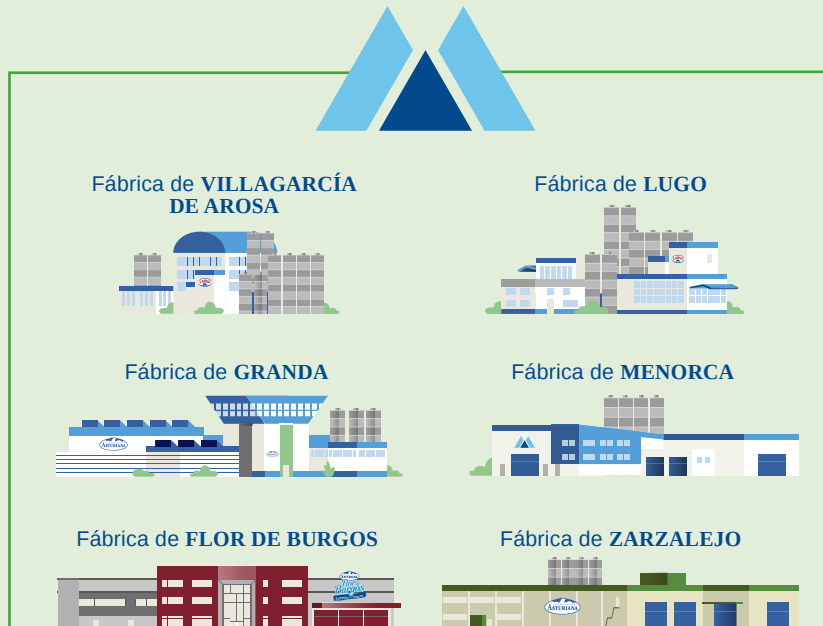 Fábrica de VILLAGARCÍA
DE AROSA
Fábrica de LUGO
Fábrica de GRANDA
Fábrica de MENORCA
ASTURIANA
Fábrica de FLOR DE BURGOS
Fábrica de ZARZALEJO
Burgos
ASTURIANA